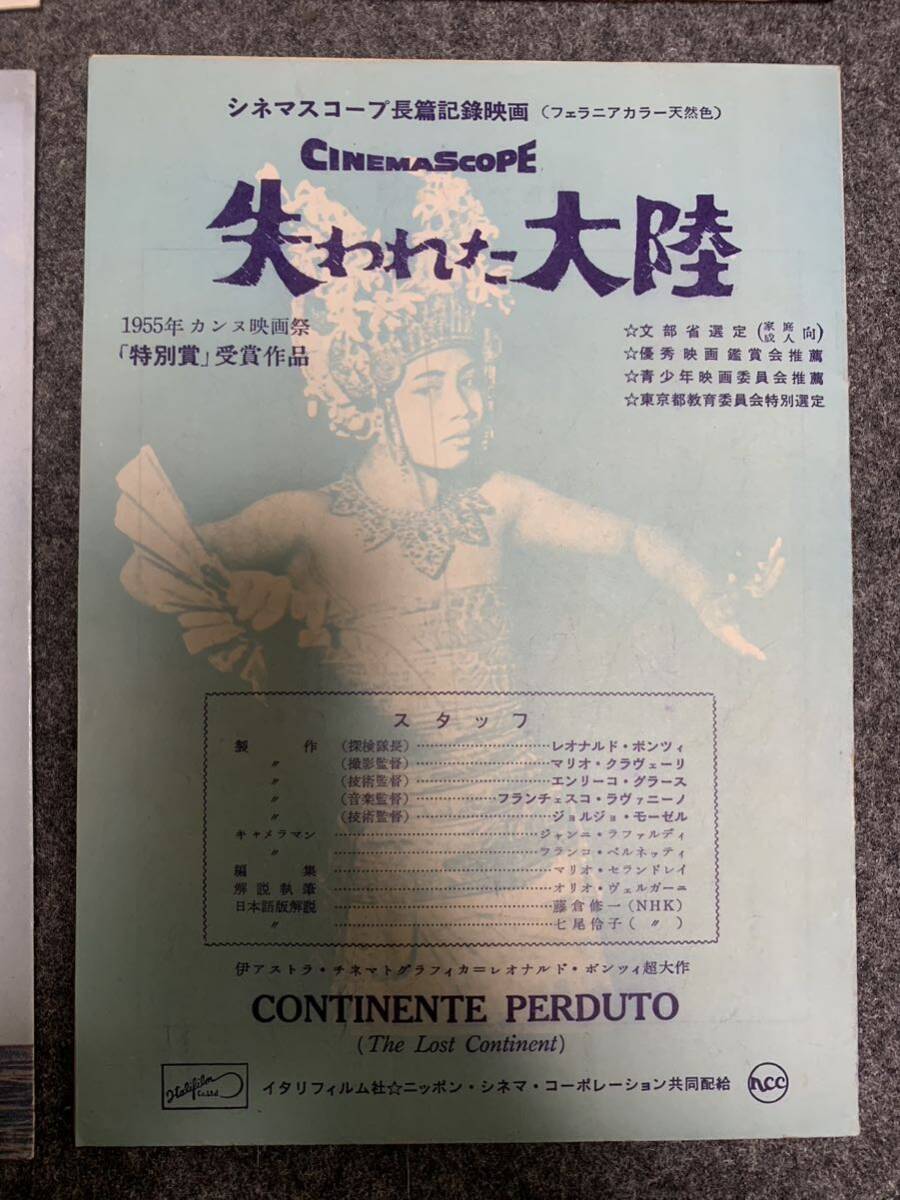 シネマスコープ長篇記録映画 (フェラニアカラー天然色)
CINEMASCOPE
失われた大陸
1955年 カンヌ映画祭
「特別賞」受賞作品
☆文部省選定(家庭成人向)
☆優秀映画鑑賞会推薦
☆青少年映画委員会推薦
☆東京都教育委員会特別選定
スタッフ
製作 (探検隊長)……………レオナルド・ボンツィ
〃 (撮影監督)……………マリオ・クラヴェーリ
〃 (技術監督)……………エンリーコ・グラース
〃 (音楽監督)……………フランチェスコ・ラヴァニーノ
〃 (技術監督)……………ジョルジョ・モーゼル
キャメラマン……………ジャンニ・ラファルディ
〃……………フランコ・ベルネッティ
編集……………マリオ・セランドレイ
解説執筆……………オリオ・ヴェルガーニ
日本語版解説……………藤倉修一(NHK)
〃……………七尾伶子(〃)
伊アストラ・チネマトグラフィカ=レオナルド・ボンツィ超大作
CONTINENTE PERDUTO
(The Lost Continent)
Italifilm
イタリフィルム社☆ニッポン・シネマ・コーポレーション共同配給
NCC